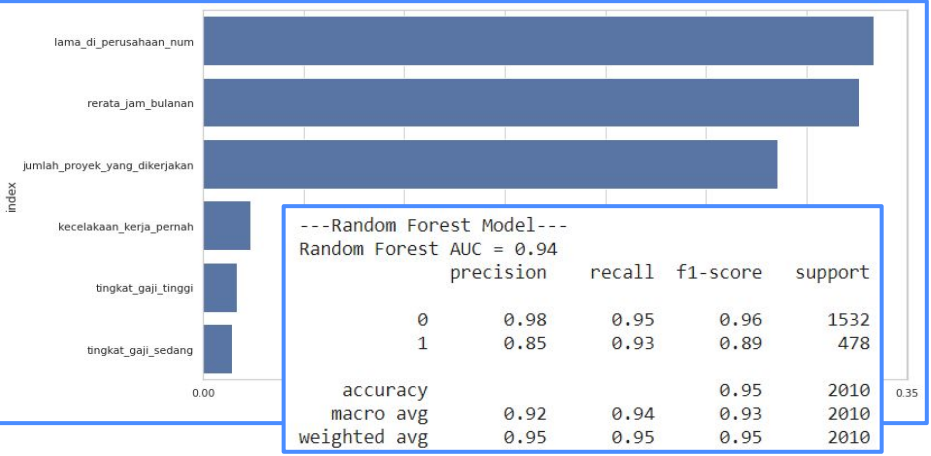 lama_di_perusahaan_num
rerata_jam_bulanan
jumlah_proyek_yang_dikerjakan
kecelakaan_kerja_pernah
tingkat_gaji_tinggi
tingkat_gaji_sedang
index
0.00
0.35
---Random Forest Model---
Random Forest AUC = 0.94
precision recall f1-score support
0 0.98 0.95 0.96 1532
1 0.85 0.93 0.89 478
accuracy 0.95 2010
macro avg 0.92 0.94 0.93 2010
weighted avg 0.95 0.95 0.95 2010